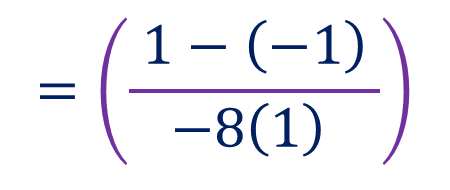 = ( 1 − (−1) / −8(1) )